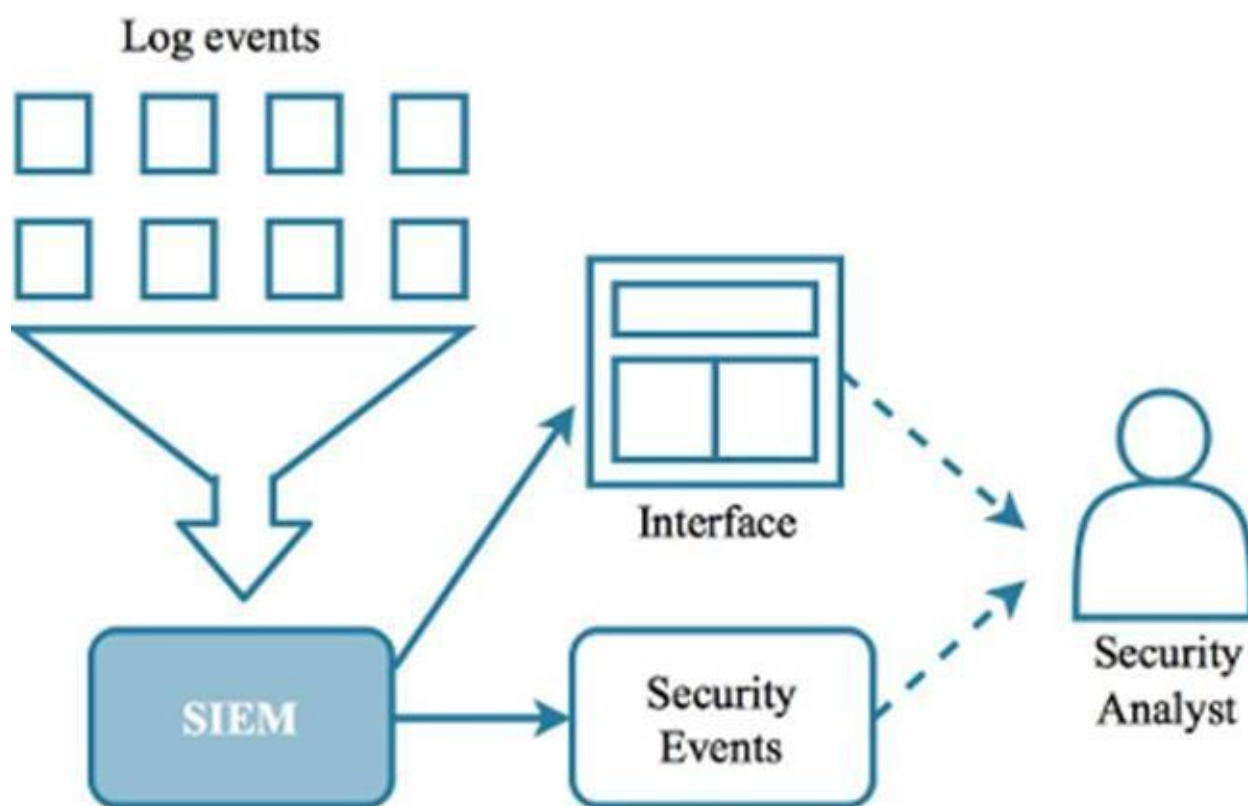 Log events
Interface
SIEM
Security
Events
Security
Analyst